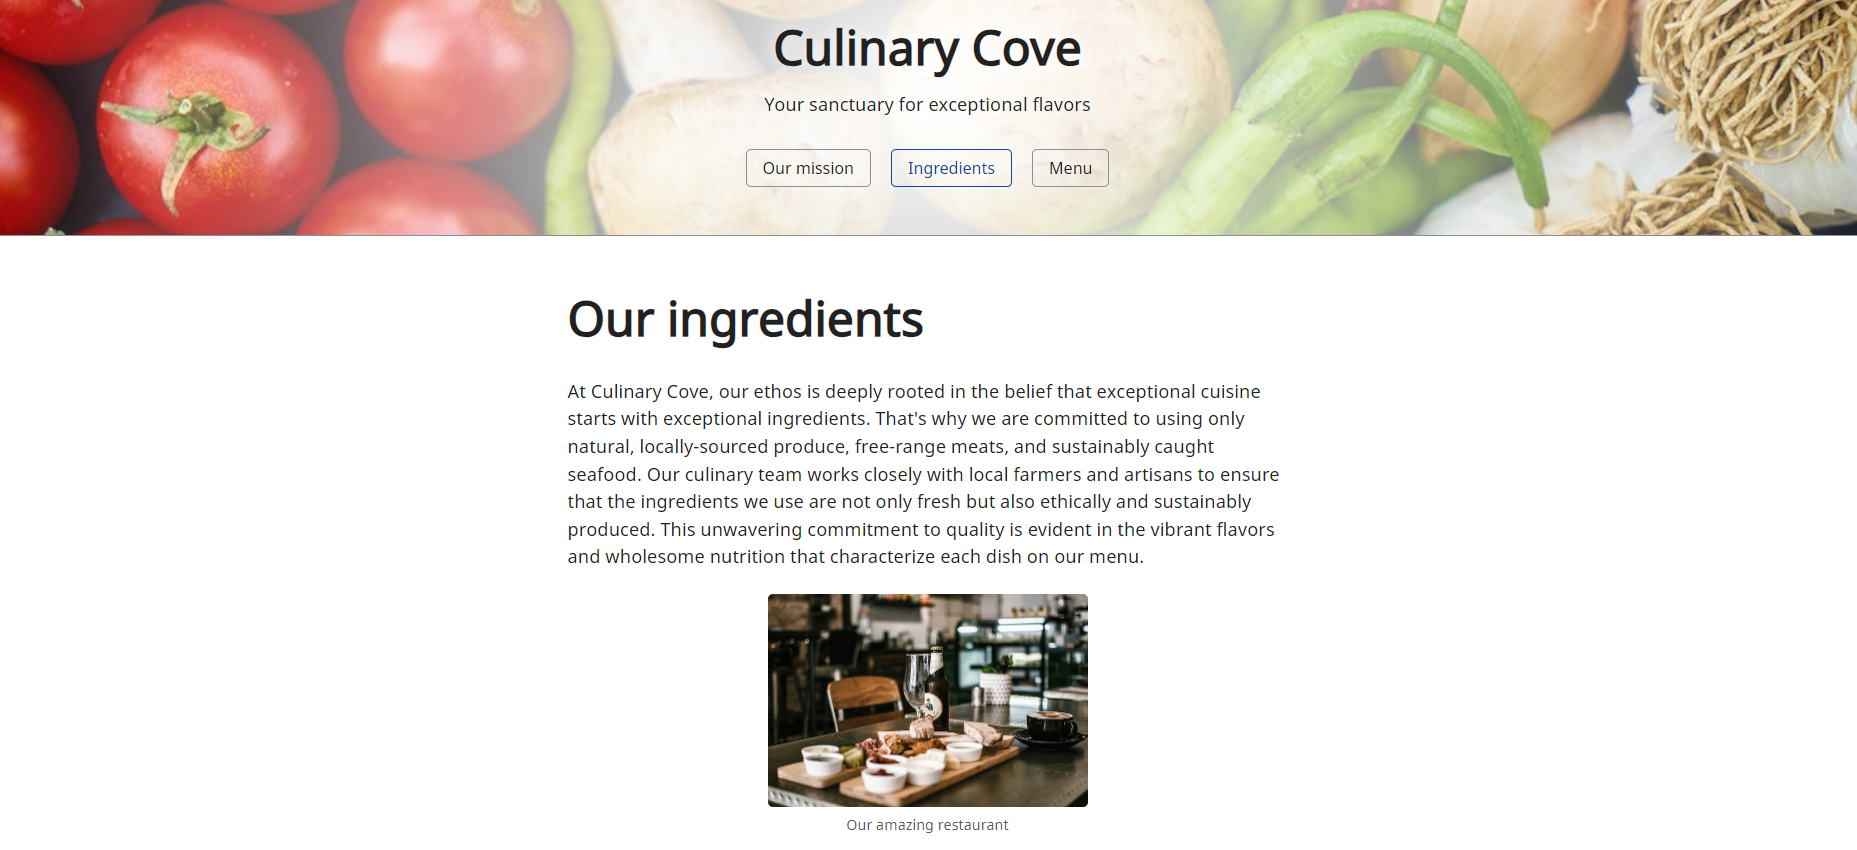 Culinary Cove
Your sanctuary for exceptional flavors
Our mission
Ingredients
Menu
Our ingredients
At Culinary Cove, our ethos is deeply rooted in the belief that exceptional cuisine
starts with exceptional ingredients. That's why we are committed to using only
natural, locally-sourced produce, free-range meats, and sustainably caught
seafood. Our culinary team works closely with local farmers and artisans to ensure
that the ingredients we use are not only fresh but also ethically and sustainably
produced. This unwavering commitment to quality is evident in the vibrant flavors
and wholesome nutrition that characterize each dish on our menu.
Our amazing restaurant